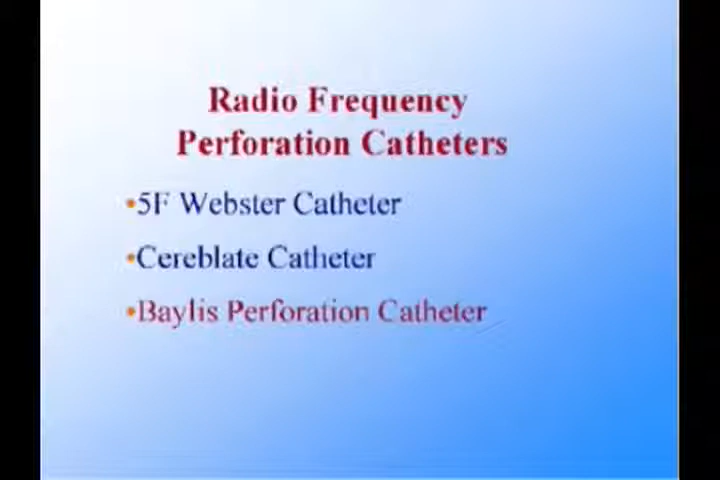 Radio Frequency
Perforation Catheters
•5F Webster Catheter
•Cereblate Catheter
•Baylis Perforation Catheter